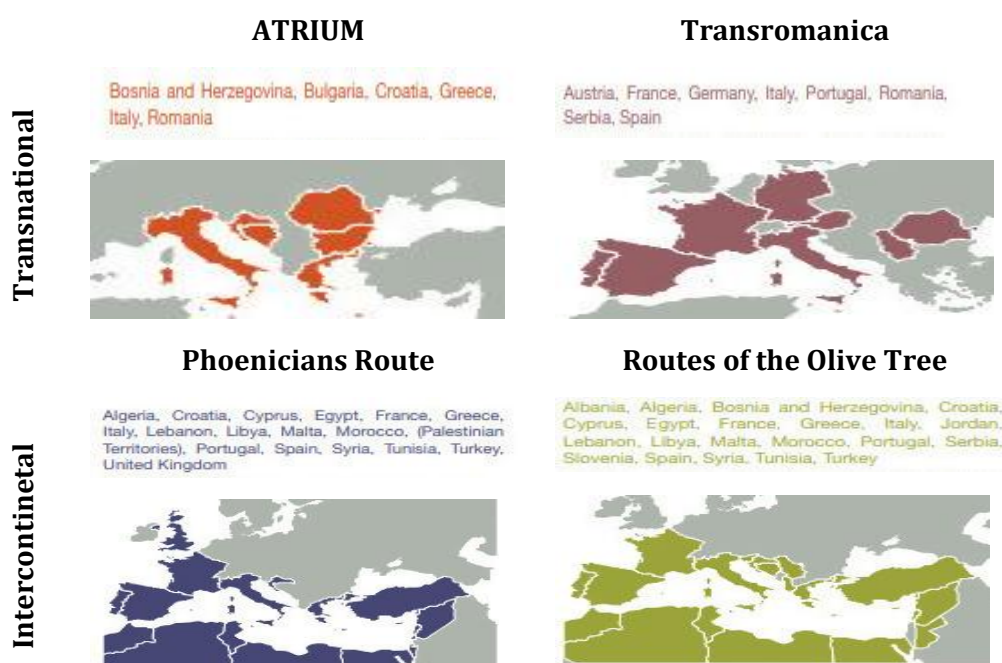 ATRIUM
Transromanica
Transnational
Bosnia and Herzegovina, Bulgaria, Croatia, Greece,
Italy, Romania
Austria, France, Germany, Italy, Portugal, Romania,
Serbia, Spain
Phoenicians Route
Routes of the Olive Tree
Intercontinetal
Algeria, Croatia, Cyprus, Egypt, France, Greece,
Italy, Lebanon, Libya, Malta, Morocco, (Palestinian
Territories), Portugal, Spain, Syria, Tunisia, Turkey,
United Kingdom
Albania, Algeria, Bosnia and Herzegovina, Croatia,
Cyprus, Egypt, France, Greece, Italy, Jordan,
Lebanon, Libya, Malta, Morocco, Portugal, Serbia,
Slovenia, Spain, Syria, Tunisia, Turkey